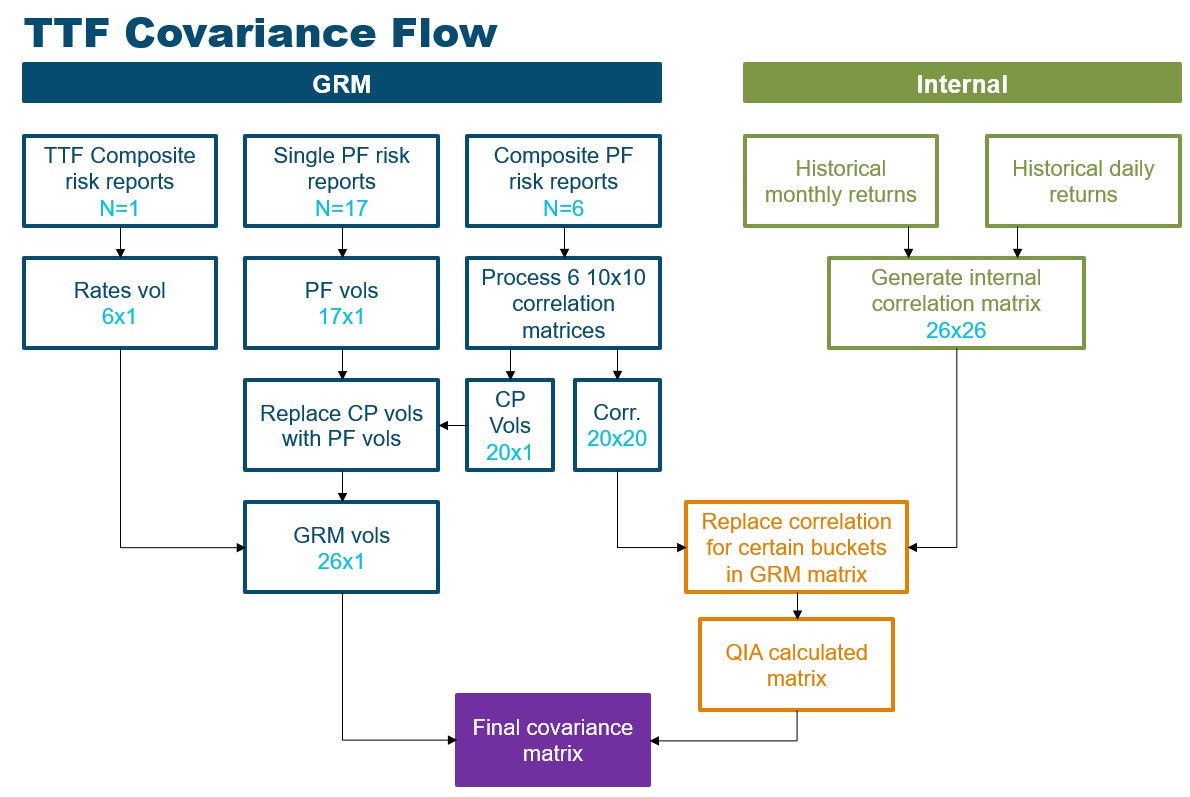 TTF Covariance Flow
GRM
Internal
TTF Composite
risk reports
N=1
Single PF risk
reports
N=17
Composite PF
risk reports
N=6
Historical
monthly returns
Historical daily
returns
Rates vol
6x1
PF vols
17x1
Process 6 10x10
correlation
matrices
Generate internal
correlation matrix
26x26
Replace CP vols
with PF vols
CP
Vols
20x1
Corr.
20x20
GRM vols
26x1
Replace correlation
for certain buckets
in GRM matrix
QIA calculated
matrix
Final covariance
matrix